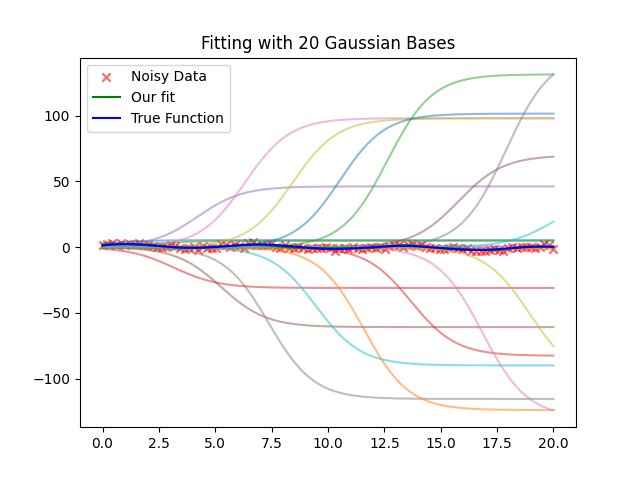 Fitting with 20 Gaussian Bases
Noisy Data
Our fit
True Function
100
50
0
−50
−100
0.0 2.5 5.0 7.5 10.0 12.5 15.0 17.5 20.0